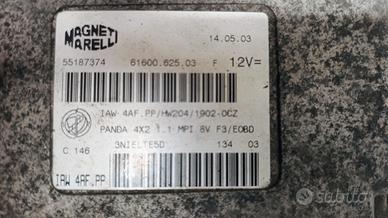 MAGNETI
MARELLI
14.05.03
55187374
61600.625.03
F
12V=
IAW 4AF.PP/HW204/1902-0CZ
PANDA 4X2 1.1 MPI 8V F3/EOBD
C 146
3NIELTE5D
134
03
IAW 4AF.PP
subito